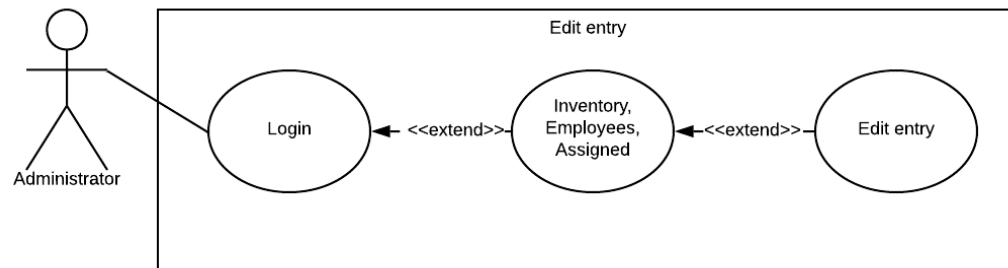 Edit entry
Login
<<extend>>
Inventory,
Employees,
Assigned
<<extend>>
Edit entry
Administrator